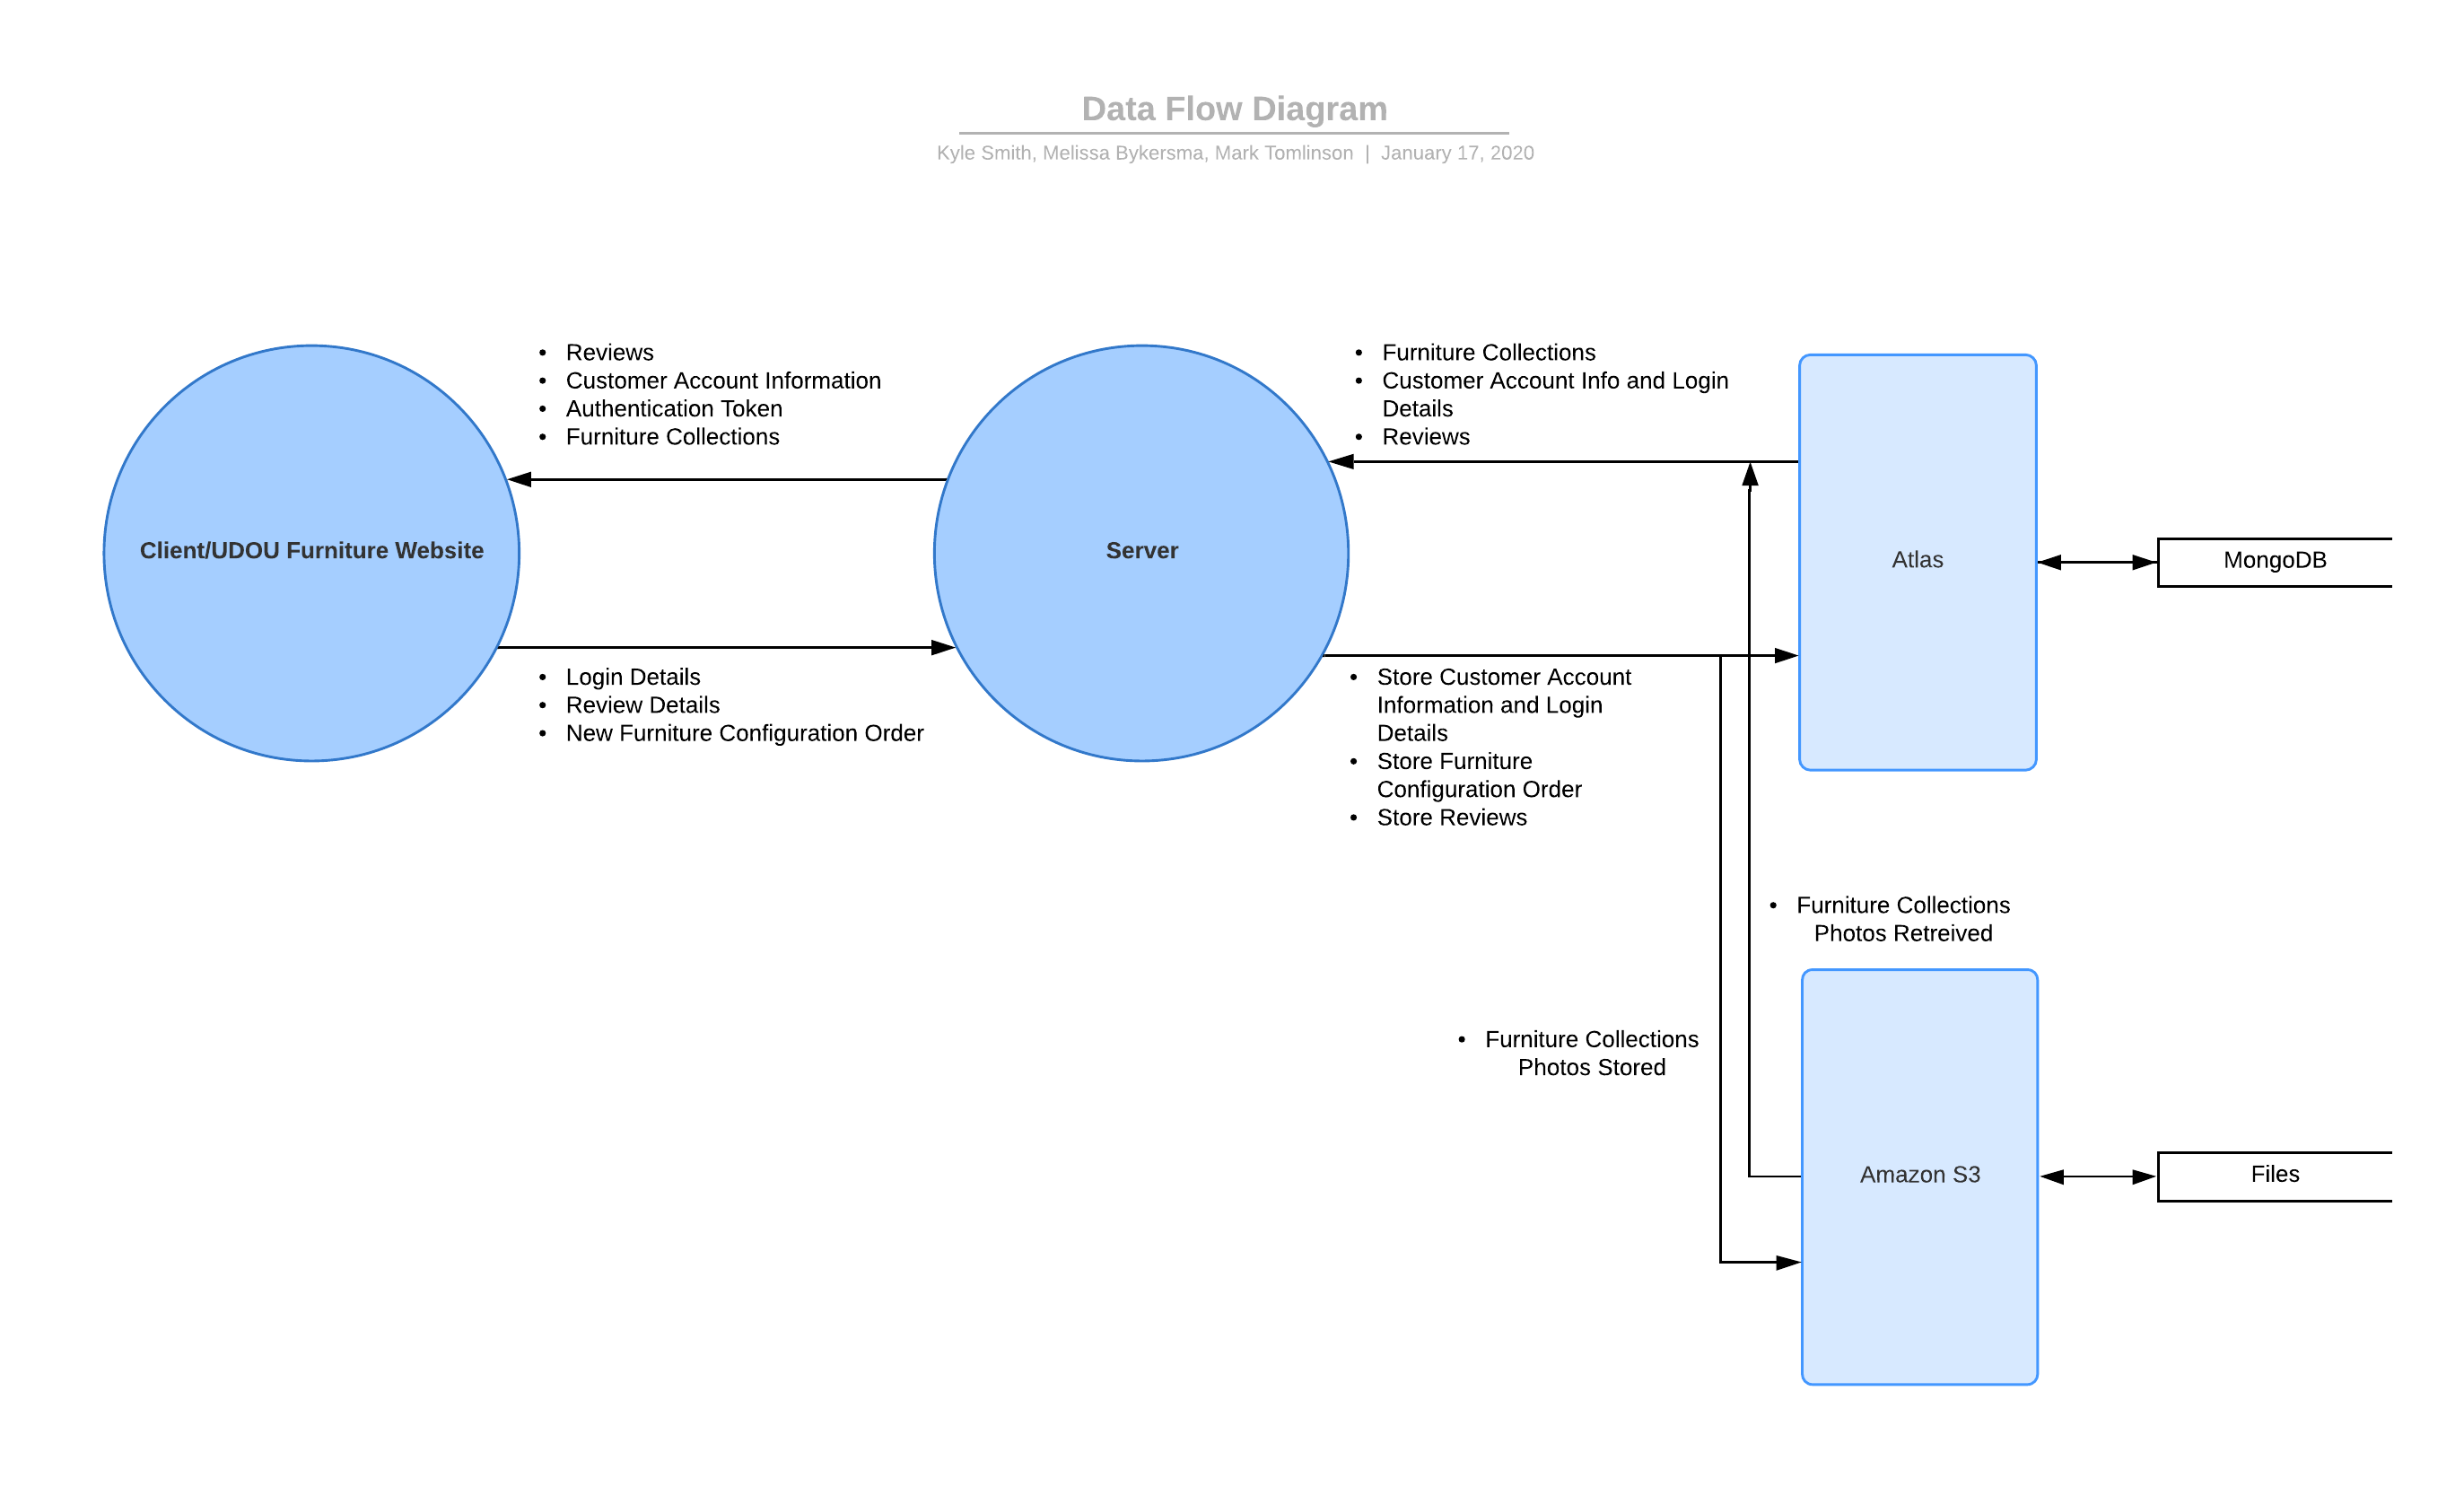 Data Flow Diagram
Kyle Smith, Melissa Bykersma, Mark Tomlinson | January 17, 2020
• Reviews
• Customer Account Information
• Authentication Token
• Furniture Collections
• Furniture Collections
• Customer Account Info and Login
Details
• Reviews
Client/UDOU Furniture Website
Server
Atlas
MongoDB
• Login Details
• Review Details
• New Furniture Configuration Order
• Store Customer Account
Information and Login
Details
• Store Furniture
Configuration Order
• Store Reviews
• Furniture Collections
Photos Retreived
• Furniture Collections
Photos Stored
Amazon S3
Files